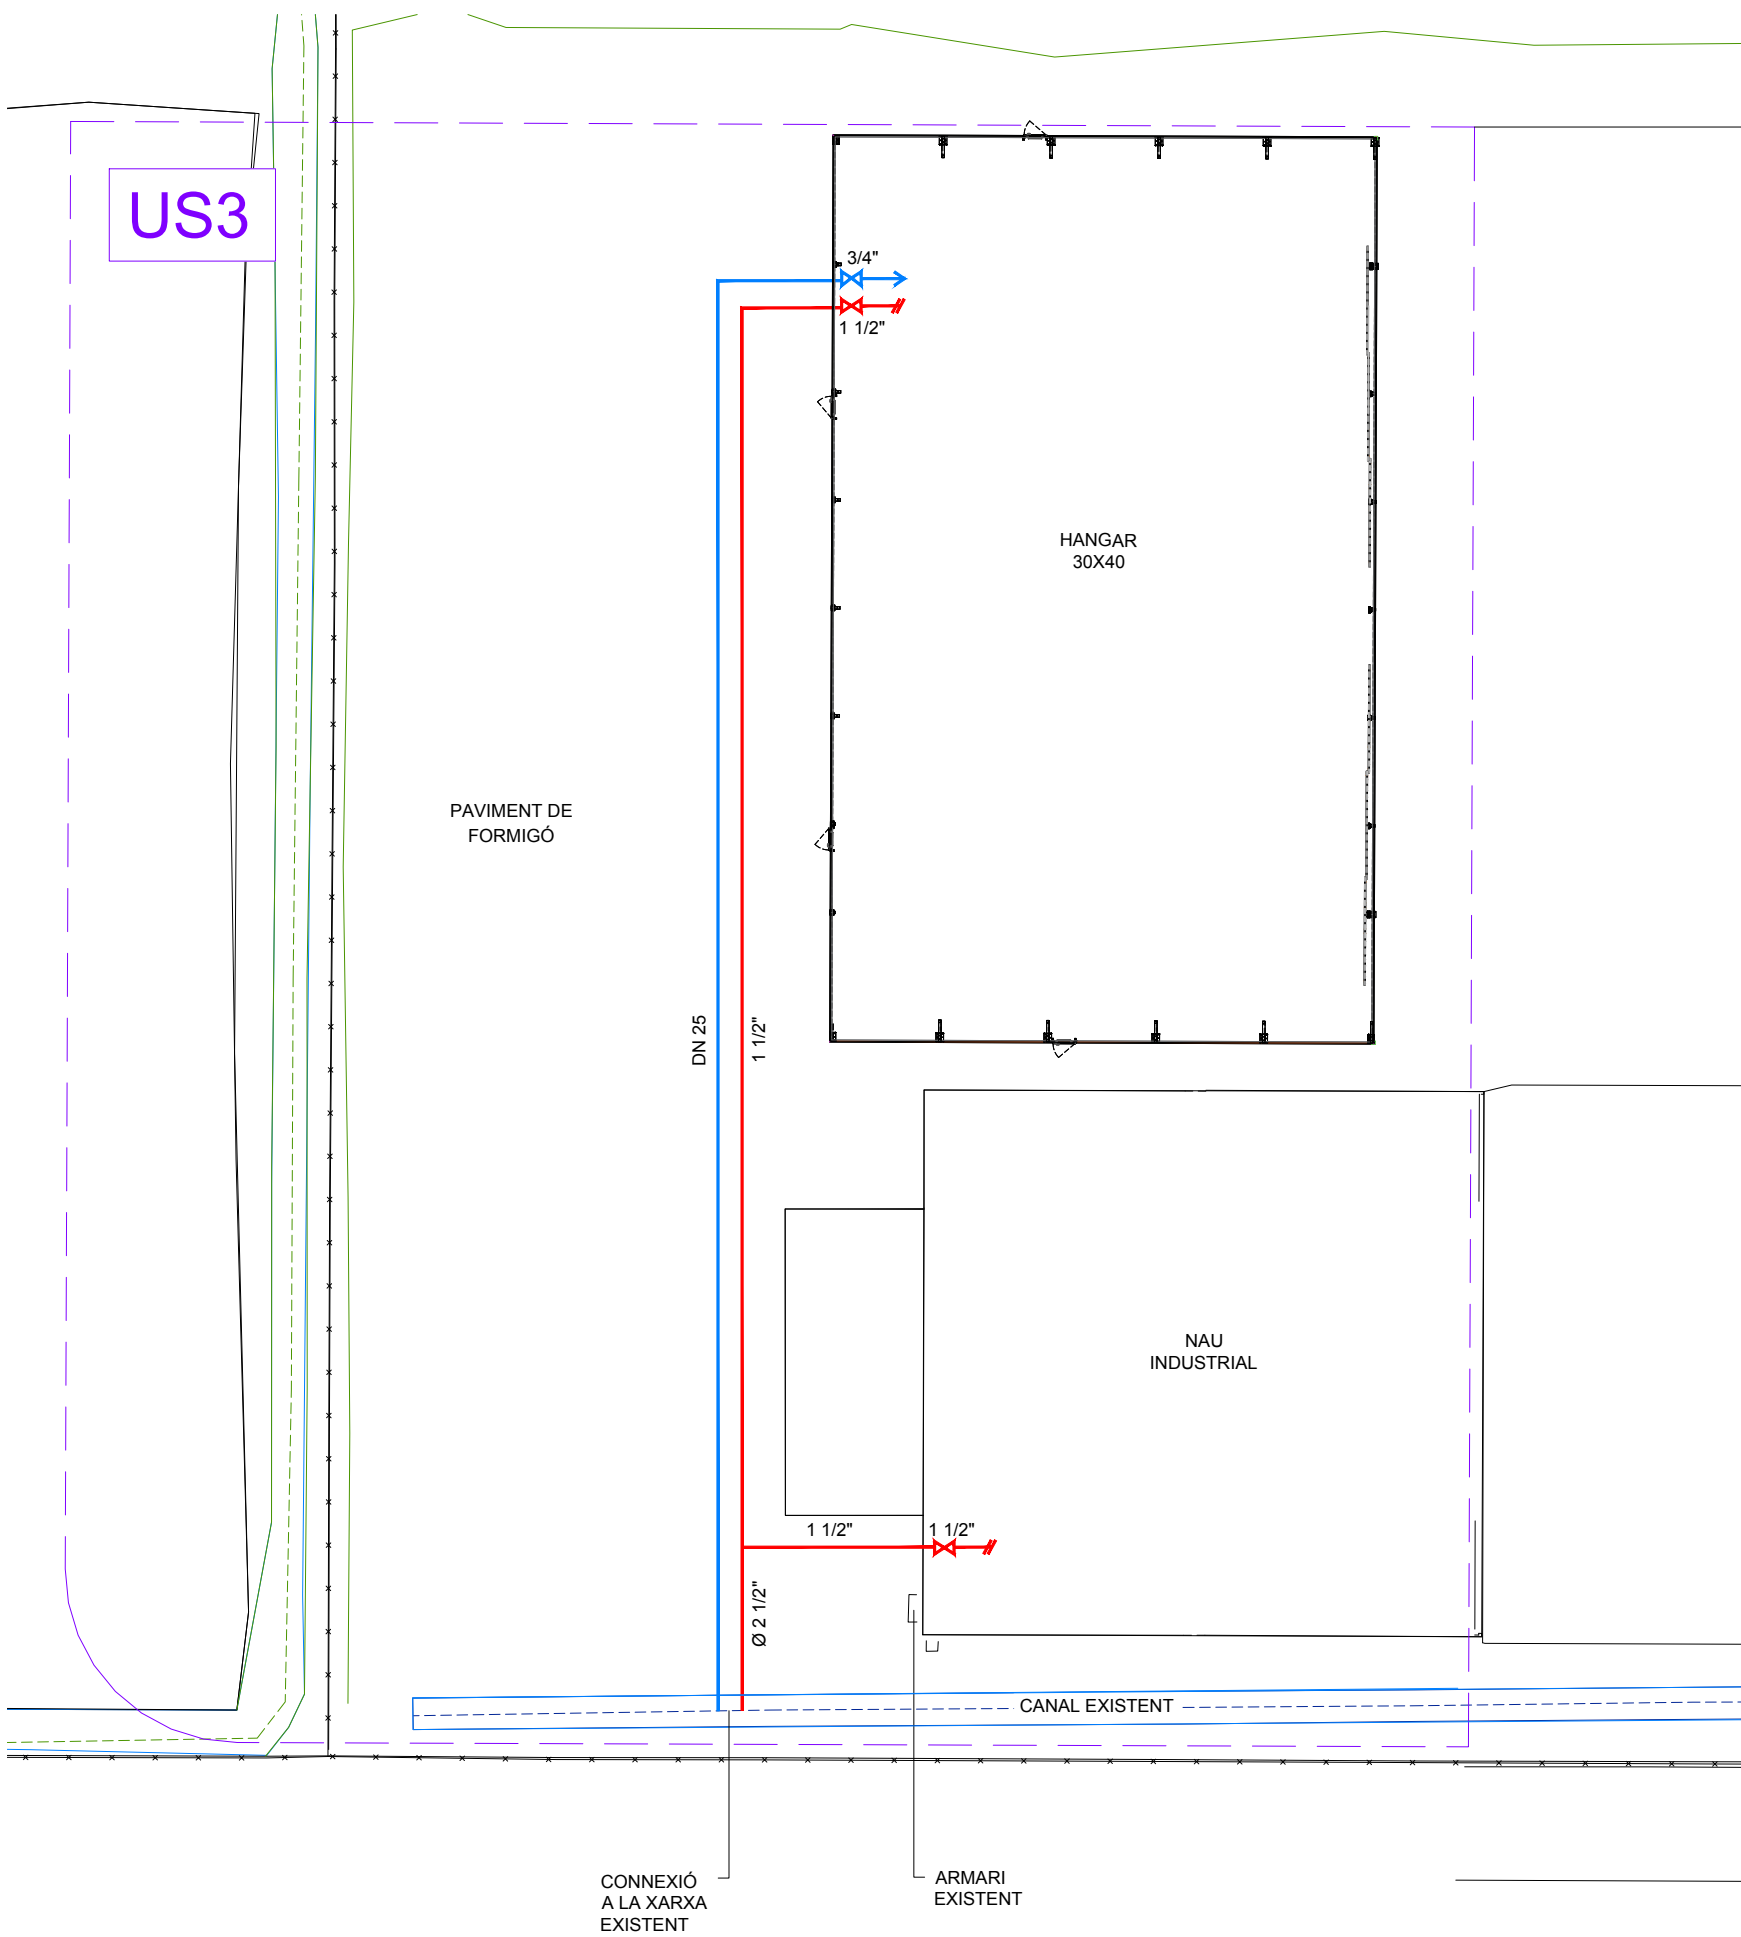 US3
3/4"
1 1/2"
HANGAR
30X40
PAVIMENT DE
FORMIGÓ
DN 25
1 1/2"
NAU
INDUSTRIAL
1 1/2"
1 1/2"
Ø 2 1/2"
CANAL EXISTENT
CONNEXIÓ
A LA XARXA
EXISTENT
ARMARI
EXISTENT